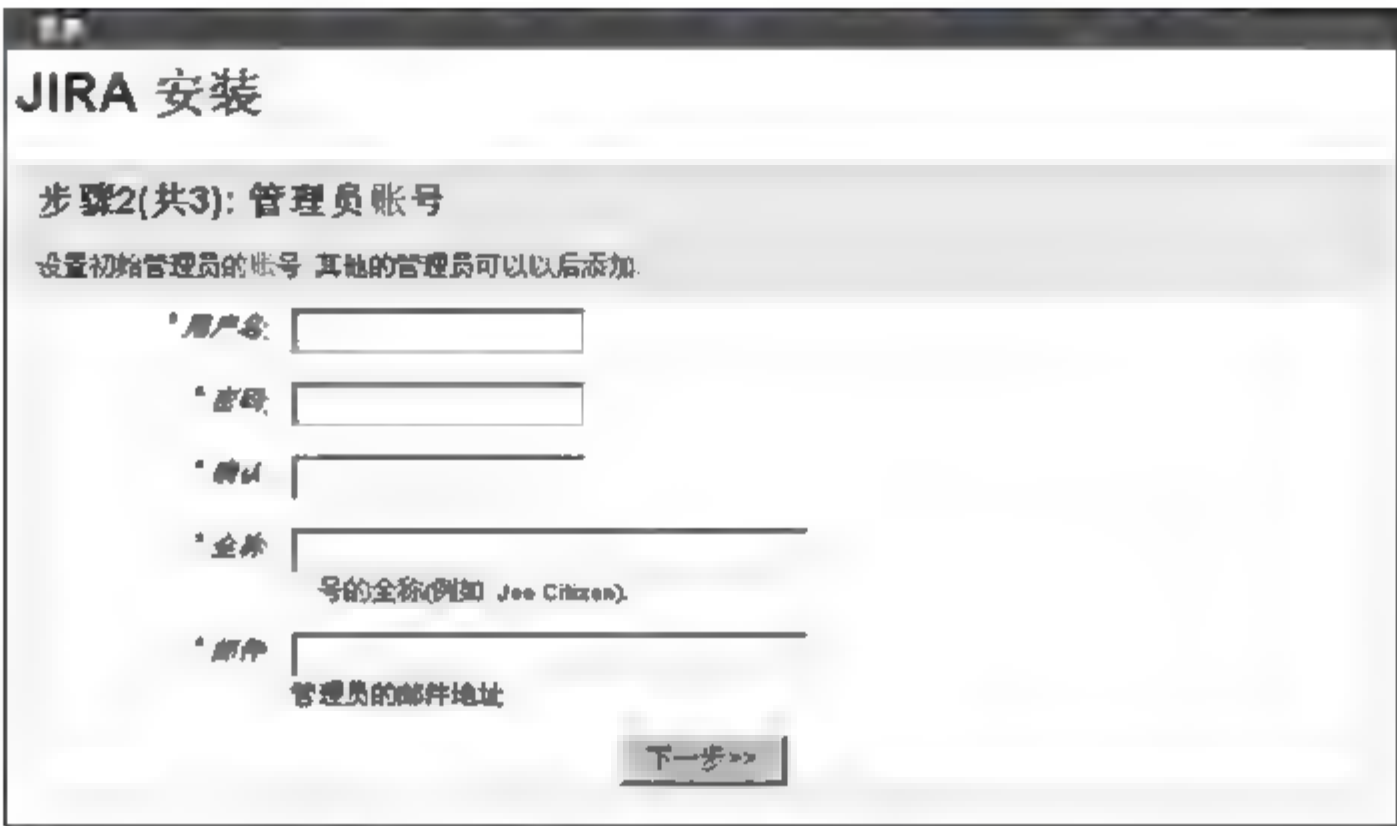 JIRA 安装
步骤2(共3): 管理员账号
设置初始管理员的账号 其他的管理员可以以后添加.
* 用户名:
* 密码:
* 确认
* 全称
号的全称(例如 Joe Citizen).
* 邮件
管理员的邮件地址
下一步>>